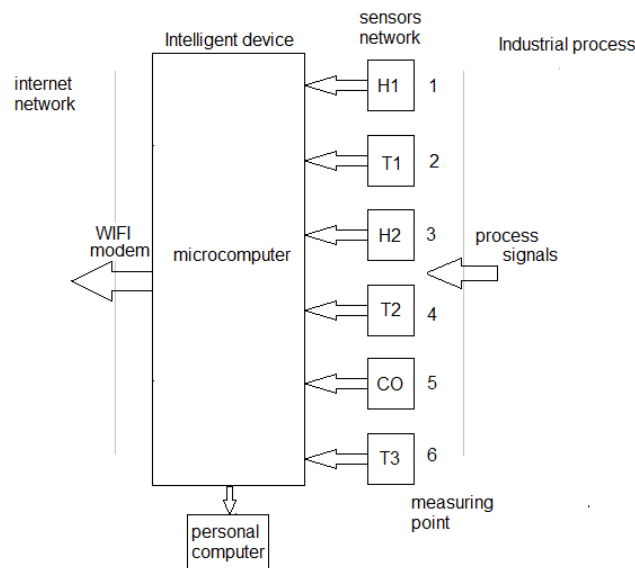 sensors
network
Intelligent device
Industrial process
internet
network
H1 1
T1 2
WIFI
modem
microcomputer
H2 3
process
signals
T2 4
CO 5
T3 6
measuring
point
personal
computer